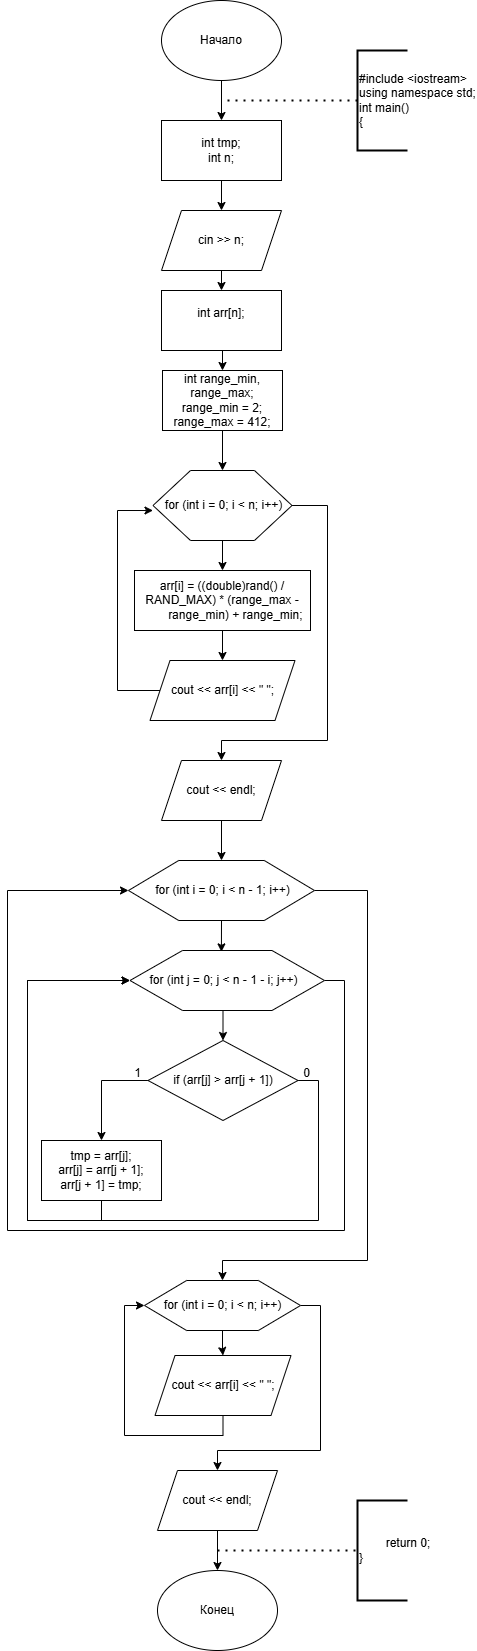 Начало
#include <iostream>
using namespace std;
int main()
{
int tmp;
int n;
cin >> n;
int arr[n];
int range_min,
range_max;
range_min = 2;
range_max = 412;
for (int i = 0; i < n; i++)
arr[i] = ((double)rand() /
RAND_MAX) * (range_max -
range_min) + range_min;
cout << arr[i] << " ";
cout << endl;
for (int i = 0; i < n - 1; i++)
for (int j = 0; j < n - 1 - i; j++)
if (arr[j] > arr[j + 1])
1
0
tmp = arr[j];
arr[j] = arr[j + 1];
arr[j + 1] = tmp;
for (int i = 0; i < n; i++)
cout << arr[i] << " ";
cout << endl;
return 0;
}
Конец